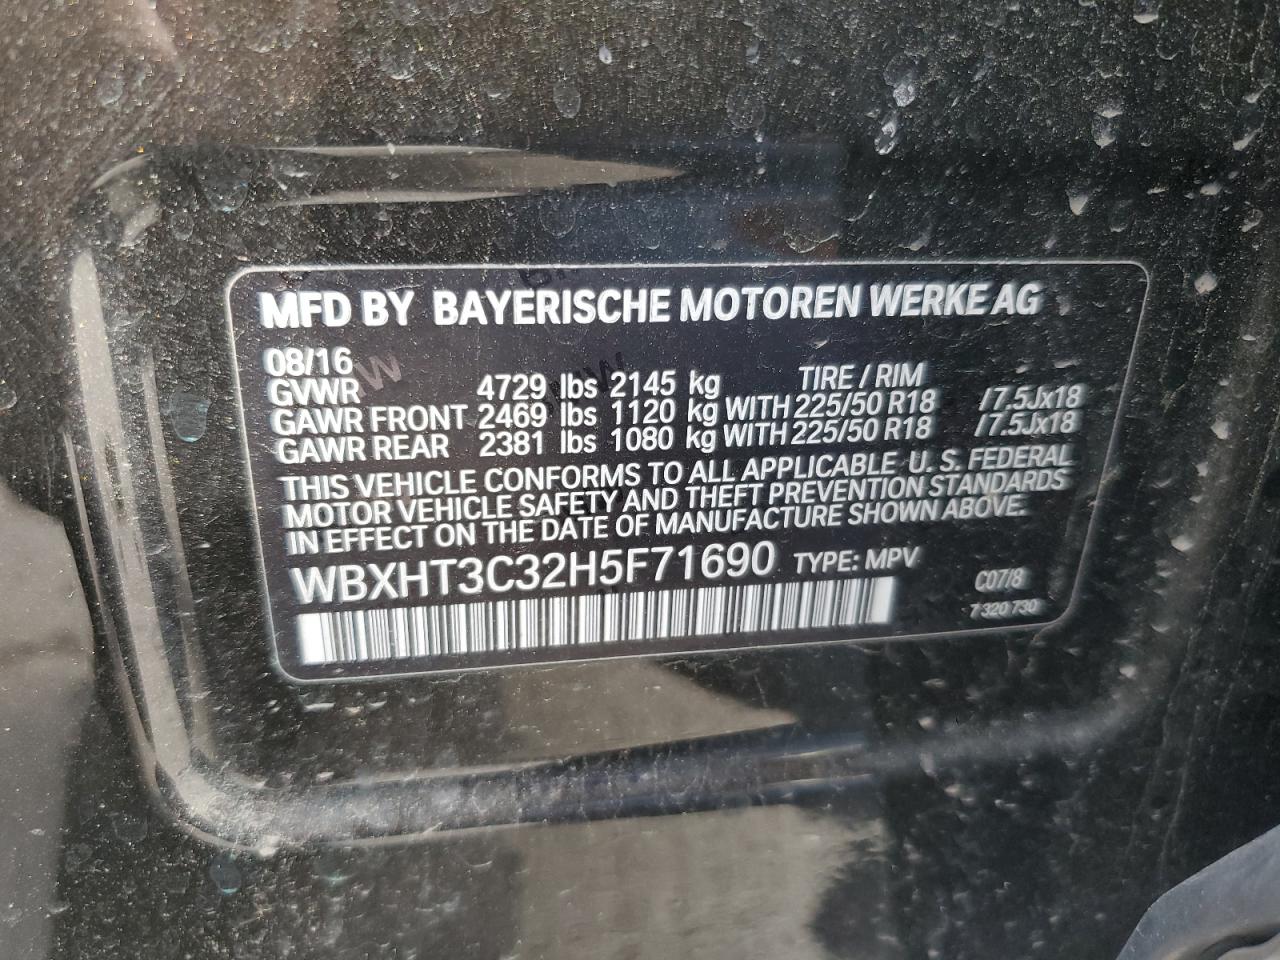 MFD BY BAYERISCHE MOTOREN WERKE AG
08/16 TIRE / RIM
GVWR 4729 lbs 2145 kg
GAWR FRONT 2469 lbs 1120 kg WITH 225/50 R18 /7.5Jx18
GAWR REAR 2381 lbs 1080 kg WITH 225/50 R18 /7.5Jx18
THIS VEHICLE CONFORMS TO ALL APPLICABLE U. S. FEDERAL
MOTOR VEHICLE SAFETY AND THEFT PREVENTION STANDARDS
IN EFFECT ON THE DATE OF MANUFACTURE SHOWN ABOVE.
WBXHT3C32H5F71690 TYPE: MPV
C07/8
7 320 730